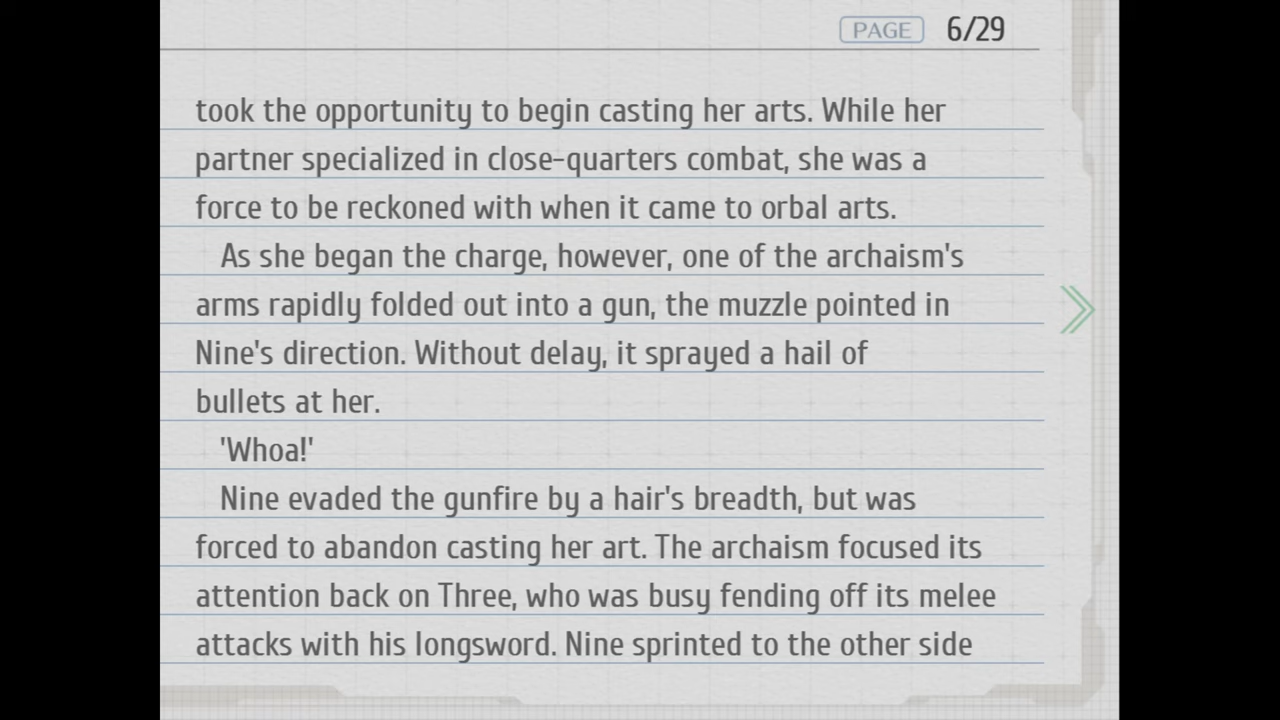 PAGE 6/29
took the opportunity to begin casting her arts. While her
partner specialized in close-quarters combat, she was a
force to be reckoned with when it came to orbal arts.
As she began the charge, however, one of the archaism's
arms rapidly folded out into a gun, the muzzle pointed in
Nine's direction. Without delay, it sprayed a hail of
bullets at her.
'Whoa!'
Nine evaded the gunfire by a hair's breadth, but was
forced to abandon casting her art. The archaism focused its
attention back on Three, who was busy fending off its melee
attacks with his longsword. Nine sprinted to the other side